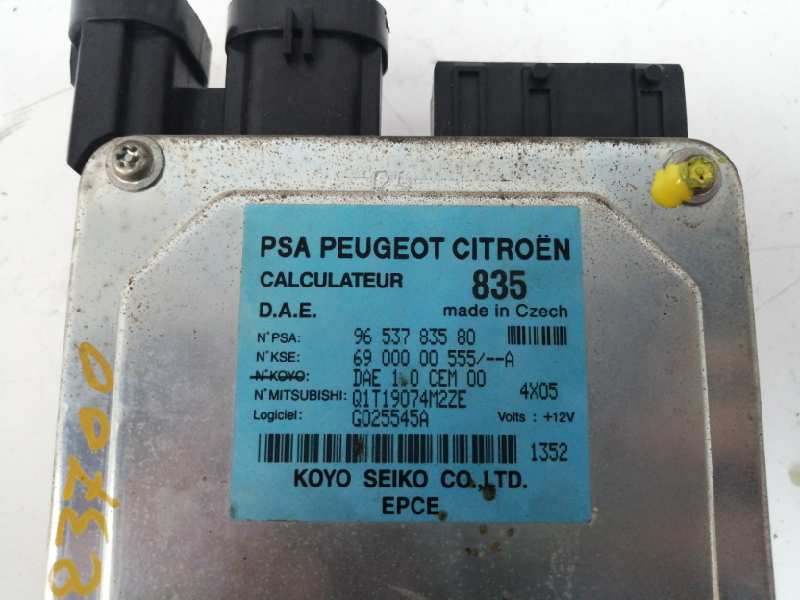 PSA PEUGEOT CITROËN
CALCULATEUR 835
D.A.E. made in Czech
N°PSA: 96 537 835 80
N°KSE: 69 000 00 555/--A
N°KOYO: DAE 1.0 CEM 00
N°MITSUBISHI: Q1T19074M2ZE 4X05
Logiciel: G025545A Volts : +12V
1352
KOYO SEIKO CO.,LTD.
EPCE